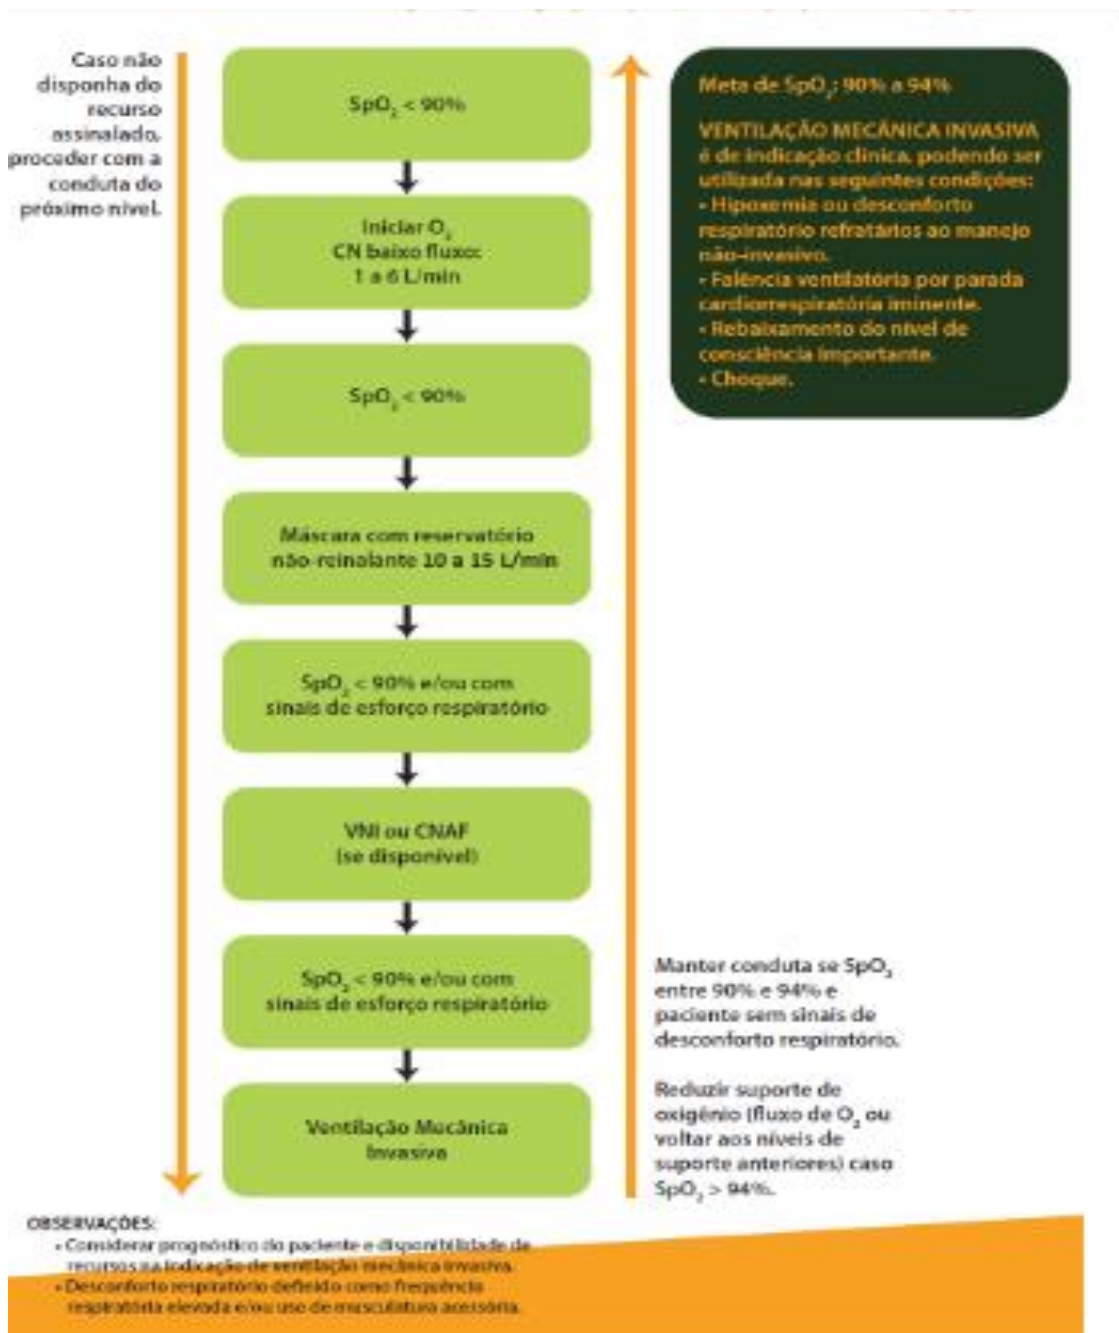 Caso não
disponha do
recurso
assinalado,
proceder com a
conduta do
próximo nível.
SpO₂ < 90%
Iniciar O₂
CN baixo fluxo:
1 a 6 L/min
SpO₂ < 90%
Máscara com reservatório
não-reinalante 10 a 15 L/min
SpO₂ < 90% e/ou com
sinais de esforço respiratório
VNI ou CNAF
(se disponível)
SpO₂ < 90% e/ou com
sinais de esforço respiratório
Ventilação Mecânica
Invasiva
Meta de SpO₂: 90% a 94%
VENTILAÇÃO MECÂNICA INVASIVA
é de indicação clínica, podendo ser
utilizada nas seguintes condições:
• Hipoxemia ou desconforto
respiratório refratários ao manejo
não-invasivo.
• Falência ventilatória por parada
cardiorrespiratória iminente.
• Rebaixamento do nível de
consciência importante.
• Choque.
Manter conduta se SpO₂
entre 90% e 94% e
paciente sem sinais de
desconforto respiratório.
Reduzir suporte de
oxigênio (fluxo de O₂ ou
voltar aos níveis de
suporte anteriores) caso
SpO₂ > 94%.
OBSERVAÇÕES:
• Considerar prognóstico do paciente e disponibilidade de
recursos na indicação de ventilação mecânica invasiva.
• Desconforto respiratório definido como frequência
respiratória elevada e/ou uso de musculatura acessória.